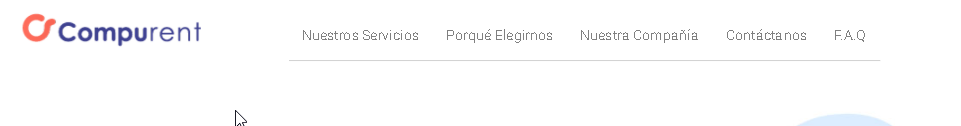 Compurent
Nuestros Servicios Porqué Elegirnos Nuestra Compañía Contáctanos F.A.Q